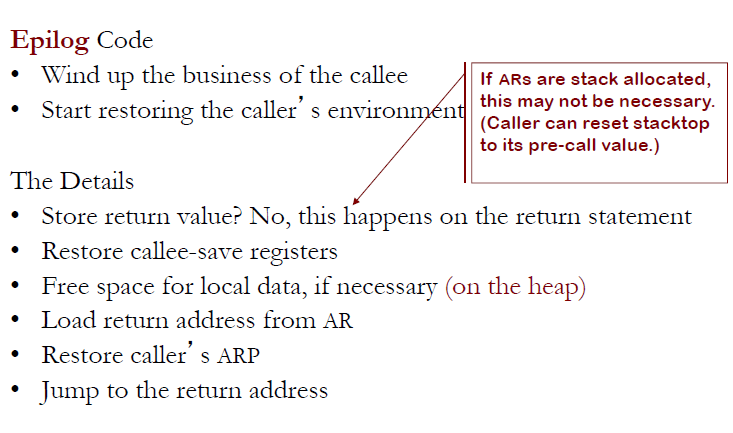 Epilog Code
• Wind up the business of the callee
• Start restoring the caller’s environment
If ARs are stack allocated,
this may not be necessary.
(Caller can reset stacktop
to its pre-call value.)
The Details
• Store return value? No, this happens on the return statement
• Restore callee-save registers
• Free space for local data, if necessary (on the heap)
• Load return address from AR
• Restore caller’s ARP
• Jump to the return address